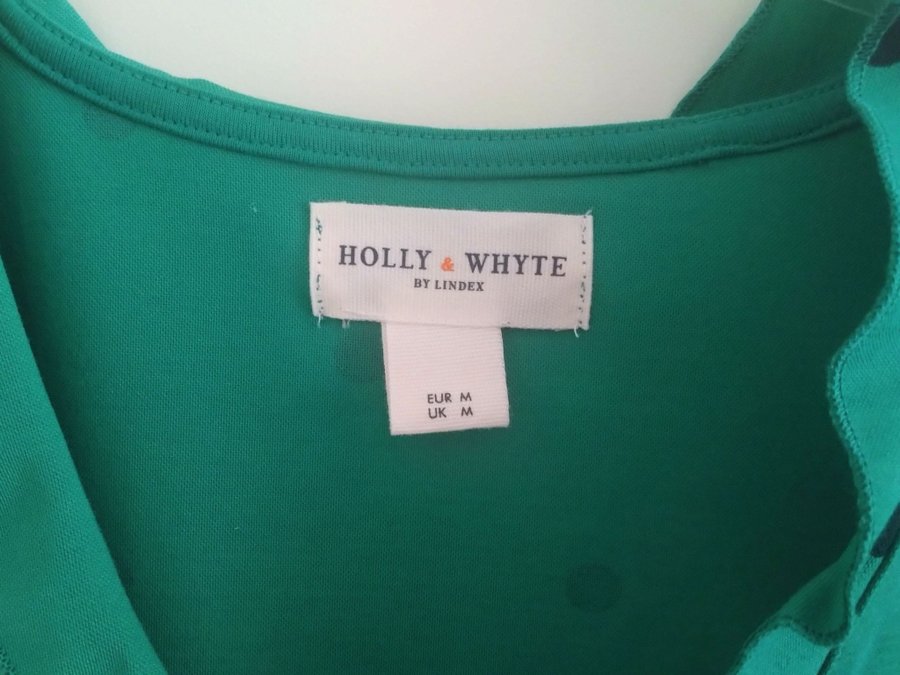 HOLLY & WHYTE
BY LINDEX
EUR M
UK M